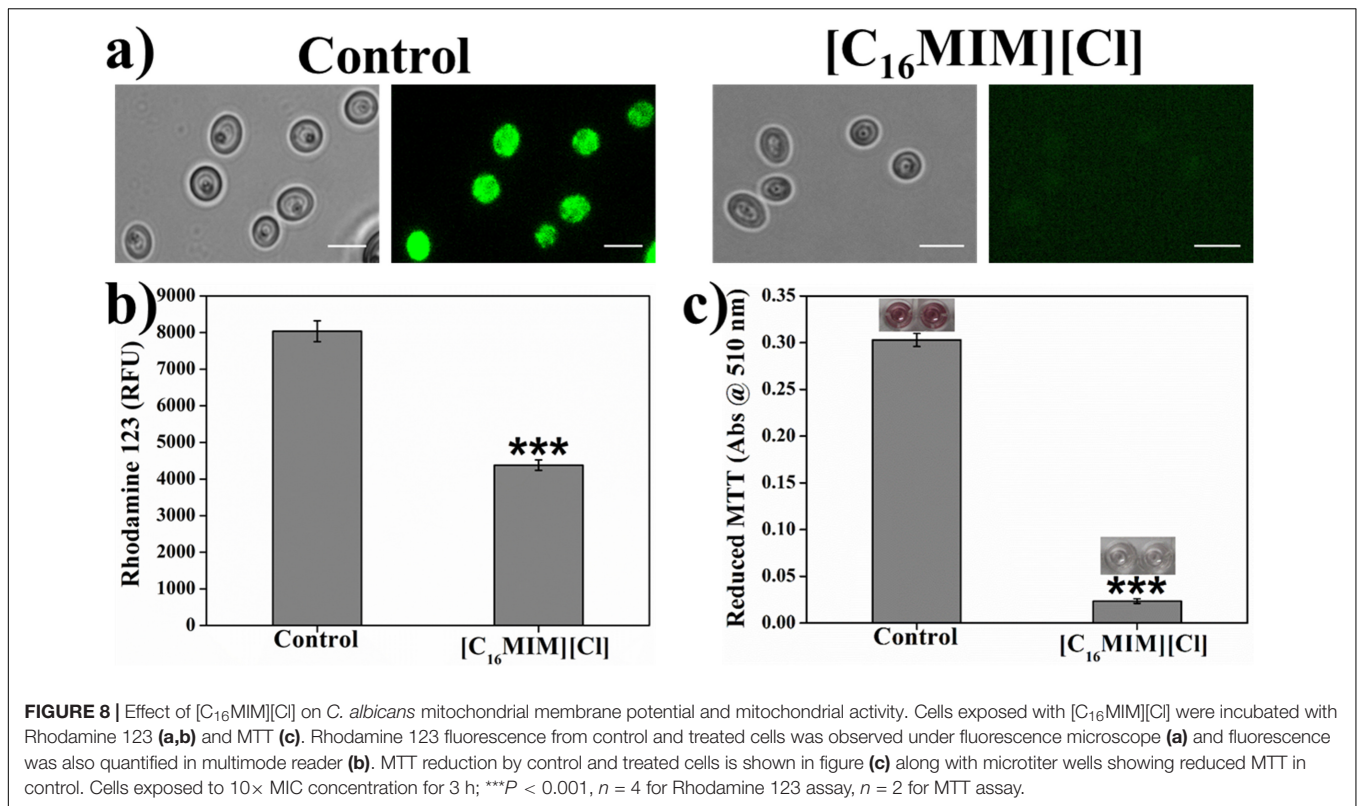 a)
Control
[C₁₆MIM][Cl]
b)
9000
8000
7000
6000
5000
4000
3000
2000
1000
0
Rhodamine 123 (RFU)
***
Control
[C₁₆MIM][Cl]
c)
0.35
0.30
0.25
0.20
0.15
0.10
0.05
0.00
Reduced MTT (Abs @ 510 nm)
***
Control
[C₁₆MIM][Cl]
FIGURE 8 | Effect of [C₁₆MIM][Cl] on C. albicans mitochondrial membrane potential and mitochondrial activity. Cells exposed with [C₁₆MIM][Cl] were incubated with
Rhodamine 123 (a,b) and MTT (c). Rhodamine 123 fluorescence from control and treated cells was observed under fluorescence microscope (a) and fluorescence
was also quantified in multimode reader (b). MTT reduction by control and treated cells is shown in figure (c) along with microtiter wells showing reduced MTT in
control. Cells exposed to 10× MIC concentration for 3 h; ***P < 0.001, n = 4 for Rhodamine 123 assay, n = 2 for MTT assay.